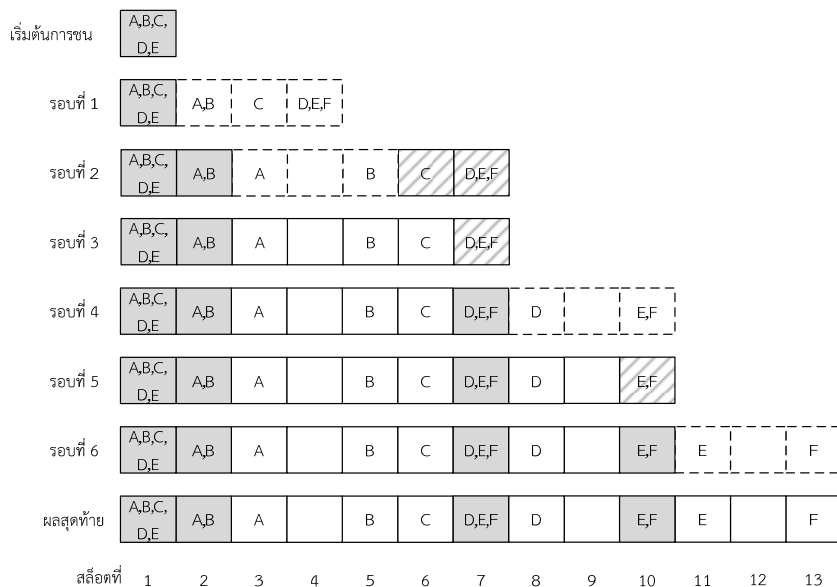 เริ่มต้นการชน A,B,C,
D,E
รอบที่ 1 A,B,C,
D,E A,B C D,E,F
รอบที่ 2 A,B,C,
D,E A,B A B C D,E,F
รอบที่ 3 A,B,C,
D,E A,B A B C D,E,F
รอบที่ 4 A,B,C,
D,E A,B A B C D,E,F D E,F
รอบที่ 5 A,B,C,
D,E A,B A B C D,E,F D E,F
รอบที่ 6 A,B,C,
D,E A,B A B C D,E,F D E,F E F
ผลสุดท้าย A,B,C,
D,E A,B A B C D,E,F D E,F E F
สล็อตที่ 1 2 3 4 5 6 7 8 9 10 11 12 13